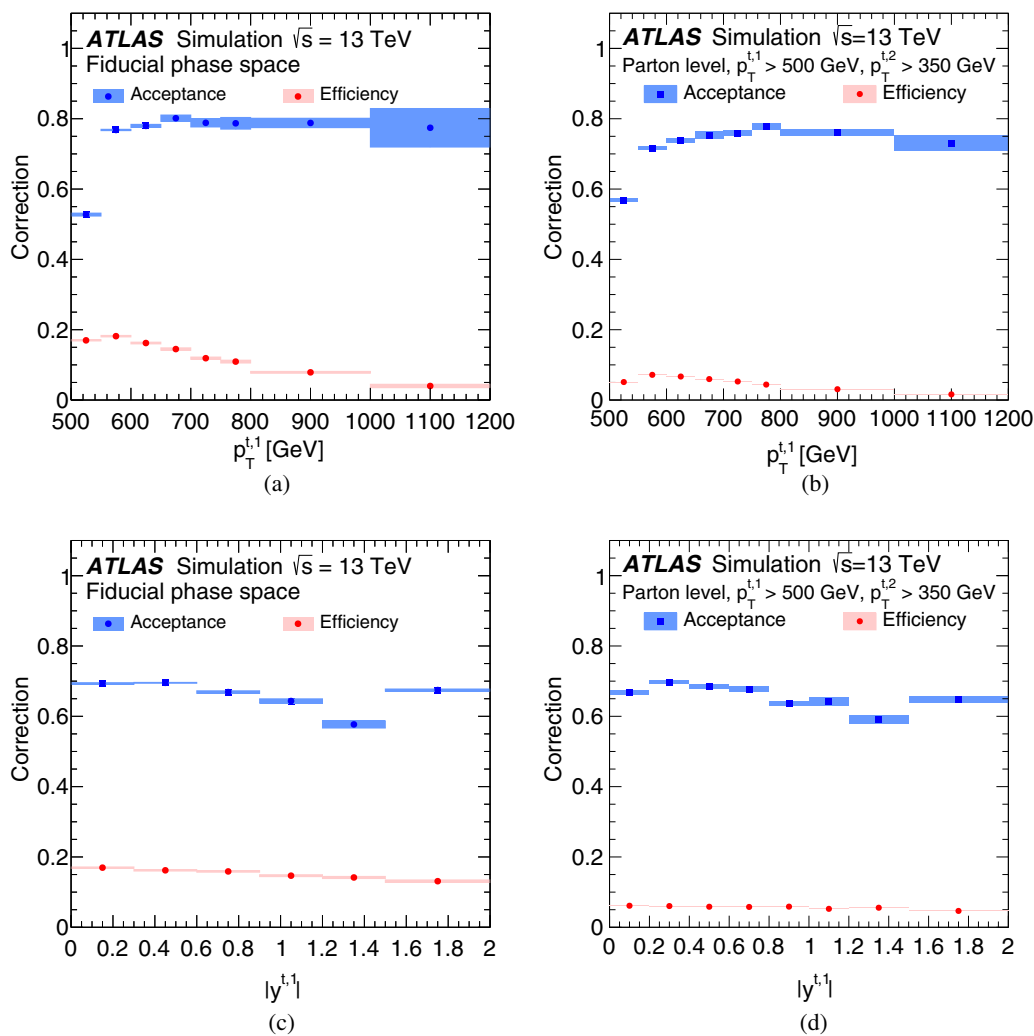 ATLAS Simulation √s = 13 TeV
Fiducial phase space
Acceptance Efficiency
Correction
1
0.8
0.6
0.4
0.2
0
500 600 700 800 900 1000 1100 1200
p_T^{t,1} [GeV]
(a)
ATLAS Simulation √s=13 TeV
Parton level, p_T^{t,1} > 500 GeV, p_T^{t,2} > 350 GeV
Acceptance Efficiency
Correction
1
0.8
0.6
0.4
0.2
0
500 600 700 800 900 1000 1100 1200
p_T^{t,1} [GeV]
(b)
ATLAS Simulation √s = 13 TeV
Fiducial phase space
Acceptance Efficiency
Correction
1
0.8
0.6
0.4
0.2
0
0 0.2 0.4 0.6 0.8 1 1.2 1.4 1.6 1.8 2
|y^{t,1}|
(c)
ATLAS Simulation √s=13 TeV
Parton level, p_T^{t,1} > 500 GeV, p_T^{t,2} > 350 GeV
Acceptance Efficiency
Correction
1
0.8
0.6
0.4
0.2
0
0 0.2 0.4 0.6 0.8 1 1.2 1.4 1.6 1.8 2
|y^{t,1}|
(d)